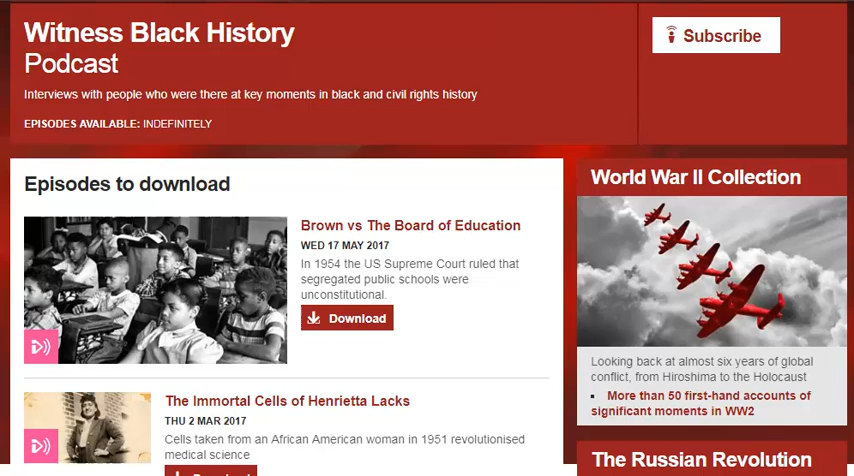 Witness Black History
Podcast
Interviews with people who were there at key moments in black and civil rights history
EPISODES AVAILABLE: INDEFINITELY
Subscribe
Episodes to download
Brown vs The Board of Education
WED 17 MAY 2017
In 1954 the US Supreme Court ruled that
segregated public schools were
unconstitutional.
Download
The Immortal Cells of Henrietta Lacks
THU 2 MAR 2017
Cells taken from an African American woman in 1951 revolutionised
medical science
Download
World War II Collection
Looking back at almost six years of global
conflict, from Hiroshima to the Holocaust
▪ More than 50 first-hand accounts of
significant moments in WW2
The Russian Revolution